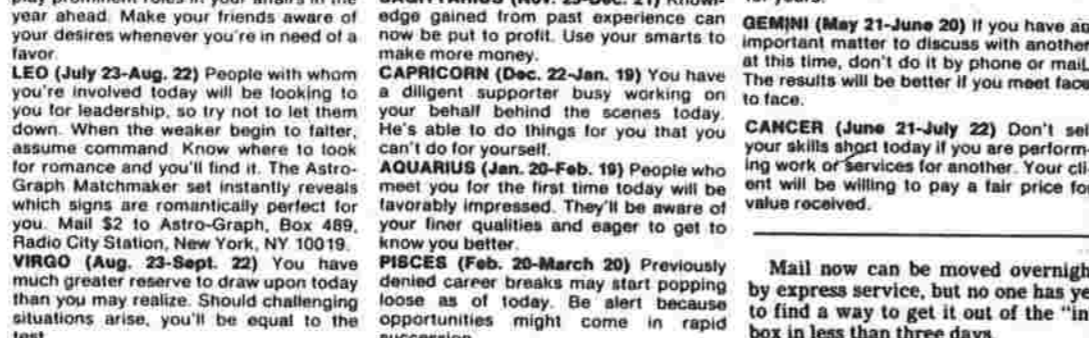 year ahead. Make your friends aware of
your desires whenever you're in need of a
favor.
LEO (July 23-Aug. 22) People with whom
you're involved today will be looking to
you for leadership, so try not to let them
down. When the weaker begin to falter,
assume command. Know where to look
for romance and you'll find it. The Astro-
Graph Matchmaker set instantly reveals
which signs are romantically perfect for
you. Mail $2 to Astro-Graph, Box 489,
Radio City Station, New York, NY 10019.
VIRGO (Aug. 23-Sept. 22) You have
much greater reserve to draw upon today
than you may realize. Should challenging
situations arise, you'll be equal to the
test.
edge gained from past experience can
now be put to profit. Use your smarts to
make more money.
CAPRICORN (Dec. 22-Jan. 19) You have
a diligent supporter busy working on
your behalf behind the scenes today.
He's able to do things for you that you
can't do for yourself.
AQUARIUS (Jan. 20-Feb. 19) People who
meet you for the first time today will be
favorably impressed. They'll be aware of
your finer qualities and eager to get to
know you better.
PISCES (Feb. 20-March 20) Previously
denied career breaks may start popping
loose as of today. Be alert because
opportunities might come in rapid
succession.
GEMINI (May 21-June 20) If you have an
important matter to discuss with another
at this time, don't do it by phone or mail.
The results will be better if you meet face
to face.
CANCER (June 21-July 22) Don't sell
your skills short today if you are perform-
ing work or services for another. Your cli-
ent will be willing to pay a fair price for
value received.
Mail now can be moved overnight
by express service, but no one has ye
to find a way to get it out of the "in
box in less than three days.